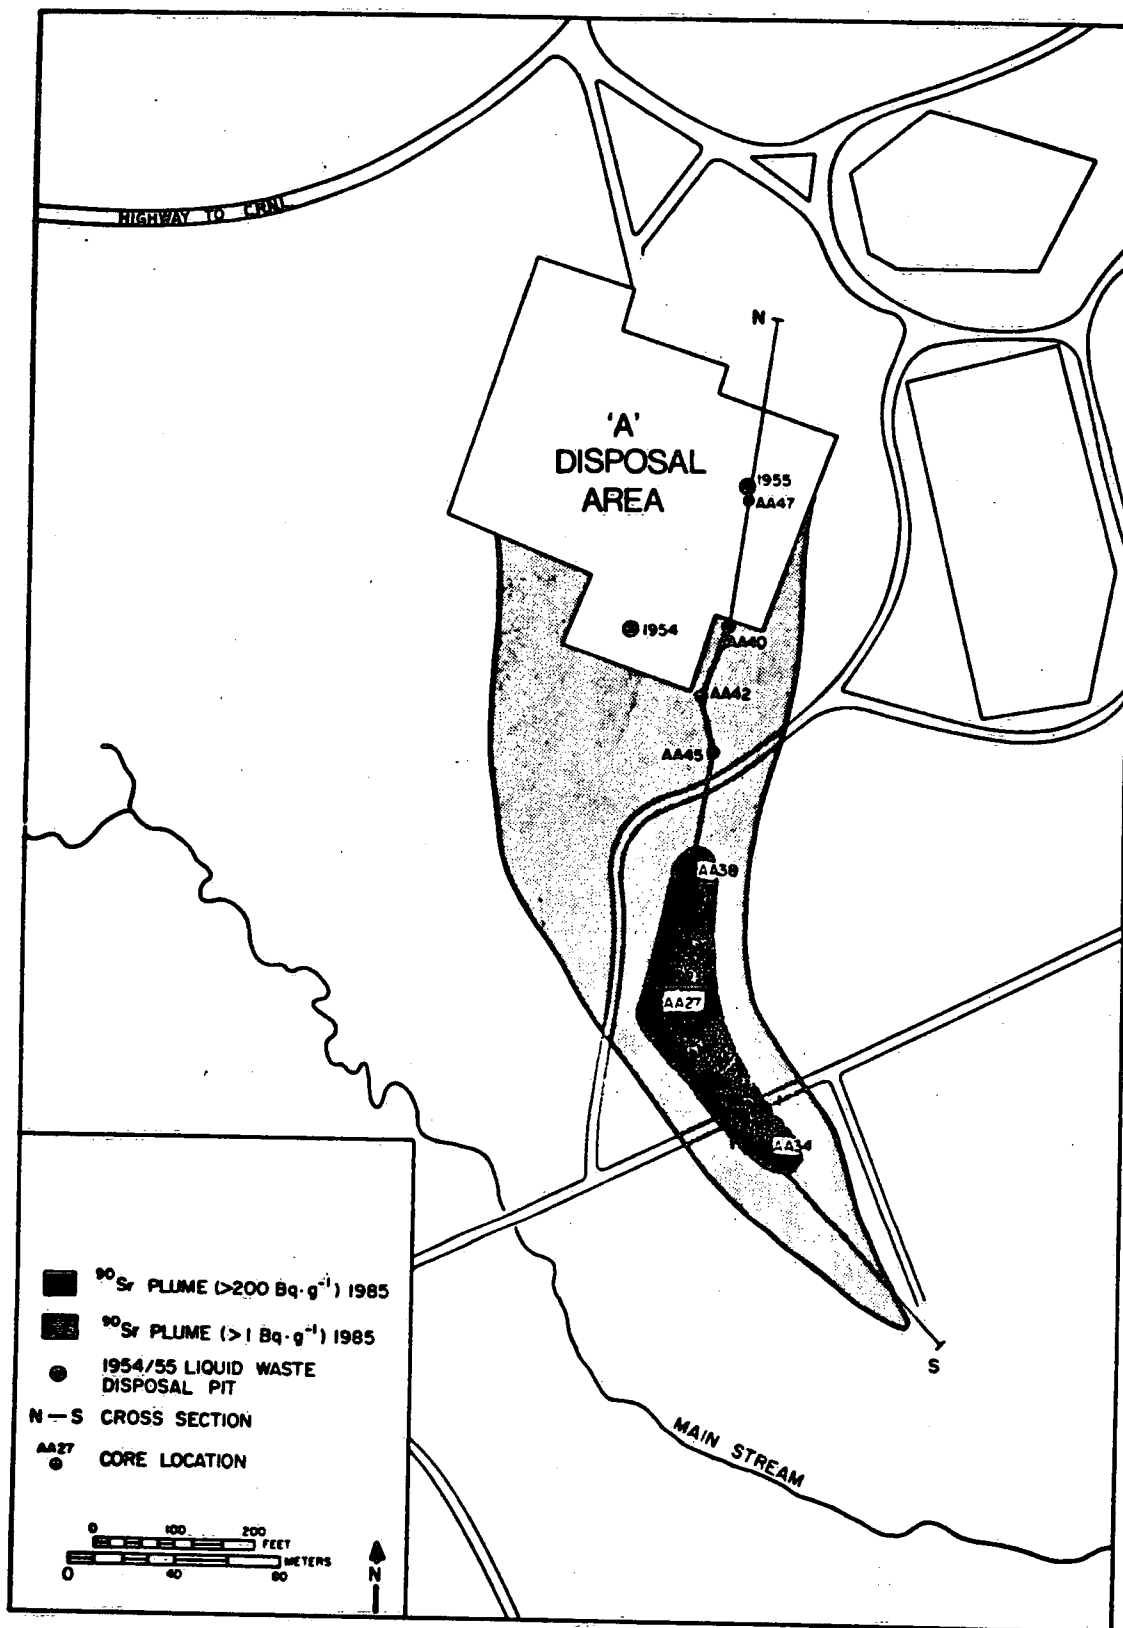 HIGHWAY TO CRNL
N
'A'
DISPOSAL
AREA
1955
AA47
1954
AA40
AA42
AA45
AA38
AA27
AA34
S
MAIN STREAM
⁹⁰Sr PLUME (>200 Bq·g⁻¹) 1985
⁹⁰Sr PLUME (>1 Bq·g⁻¹) 1985
1954/55 LIQUID WASTE
DISPOSAL PIT
N—S CROSS SECTION
AA27
CORE LOCATION
0 100 200
FEET
METERS
0 40 80
N